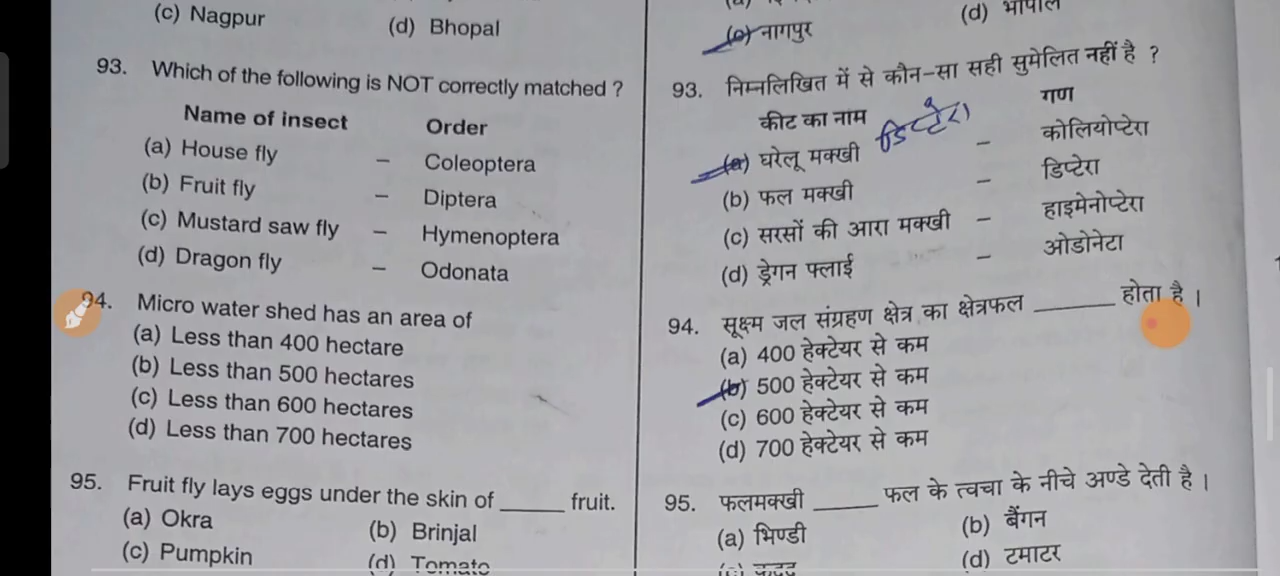 (c) Nagpur
(d) Bhopal
93. Which of the following is NOT correctly matched ?
Name of insect Order
(a) House fly – Coleoptera
(b) Fruit fly – Diptera
(c) Mustard saw fly – Hymenoptera
(d) Dragon fly – Odonata
94. Micro water shed has an area of
(a) Less than 400 hectare
(b) Less than 500 hectares
(c) Less than 600 hectares
(d) Less than 700 hectares
95. Fruit fly lays eggs under the skin of ______ fruit.
(a) Okra (b) Brinjal
(c) Pumpkin (d) Tomato
(d) भोपाल
(c) नागपुर
93. निम्नलिखित में से कौन-सा सही सुमेलित नहीं है ?
कीट का नाम गण
डिप्टेरा
(a) घरेलू मक्खी – कोलियोप्टेरा
(b) फल मक्खी – डिप्टेरा
(c) सरसों की आरा मक्खी – हाइमेनोप्टेरा
(d) ड्रेगन फ्लाई – ओडोनेटा
94. सूक्ष्म जल संग्रहण क्षेत्र का क्षेत्रफल ______ होता है ।
(a) 400 हेक्टेयर से कम
(b) 500 हेक्टेयर से कम
(c) 600 हेक्टेयर से कम
(d) 700 हेक्टेयर से कम
95. फलमक्खी ______ फल के त्वचा के नीचे अण्डे देती है ।
(a) भिण्डी (b) बैंगन
(d) टमाटर